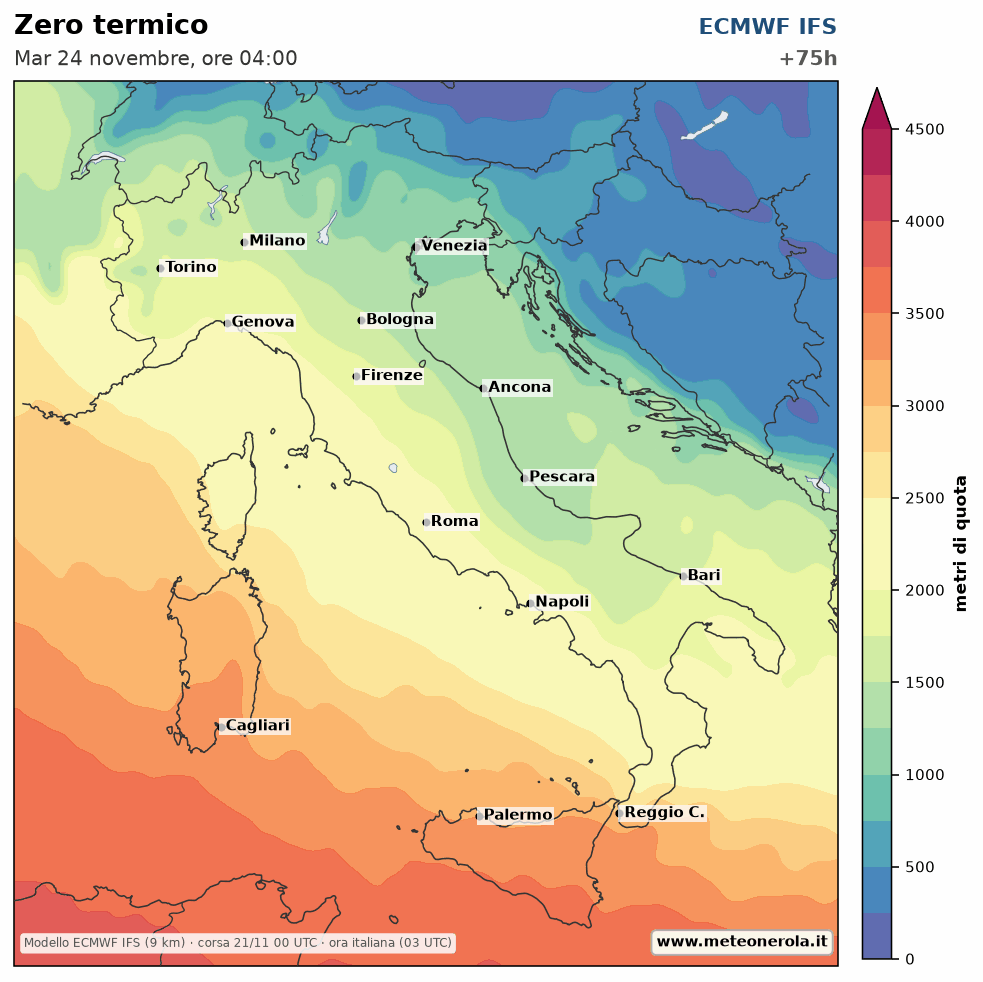 Zero termico
ECMWF IFS
Mar 24 novembre, ore 04:00
+75h
Milano
Venezia
Torino
Genova
Bologna
Firenze
Ancona
Pescara
Roma
Bari
Napoli
Cagliari
Palermo
Reggio C.
4500
4000
3500
3000
2500
2000
1500
1000
500
0
metri di quota
Modello ECMWF IFS (9 km) · corsa 21/11 00 UTC · ora italiana (03 UTC)
www.meteonerola.it